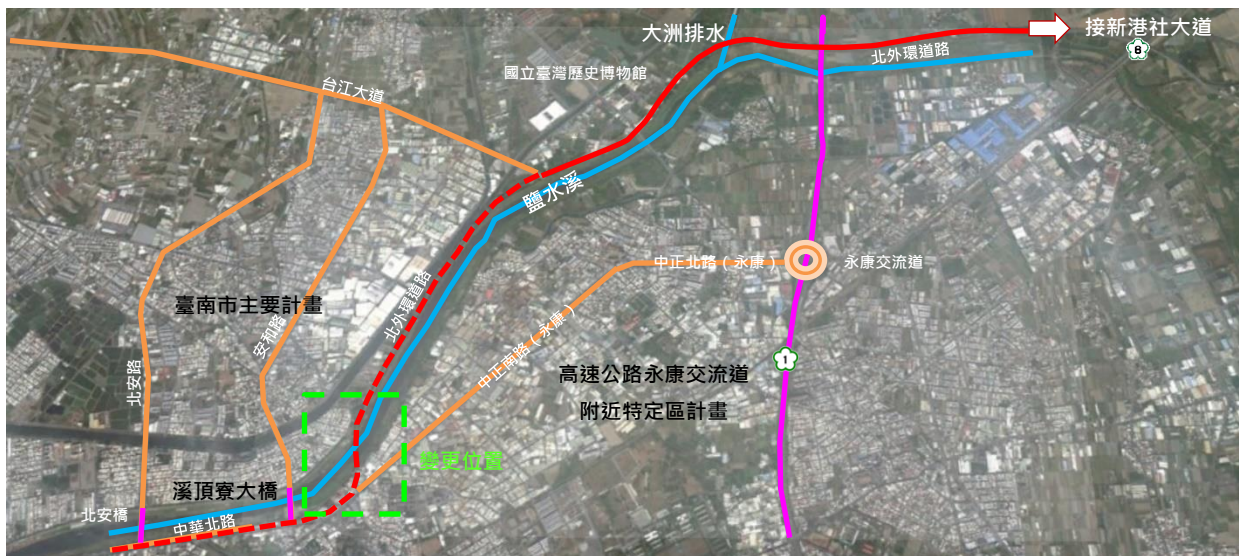 接新港社大道
大洲排水
8
北外環道路
國立臺灣歷史博物館
台江大道
鹽水溪
中正北路（永康）
永康交流道
臺南市主要計畫
北外環道路
安和路
中正南路（永康）
1
北安路
高速公路永康交流道
附近特定區計畫
變更位置
溪頂寮大橋
北安橋
中華北路